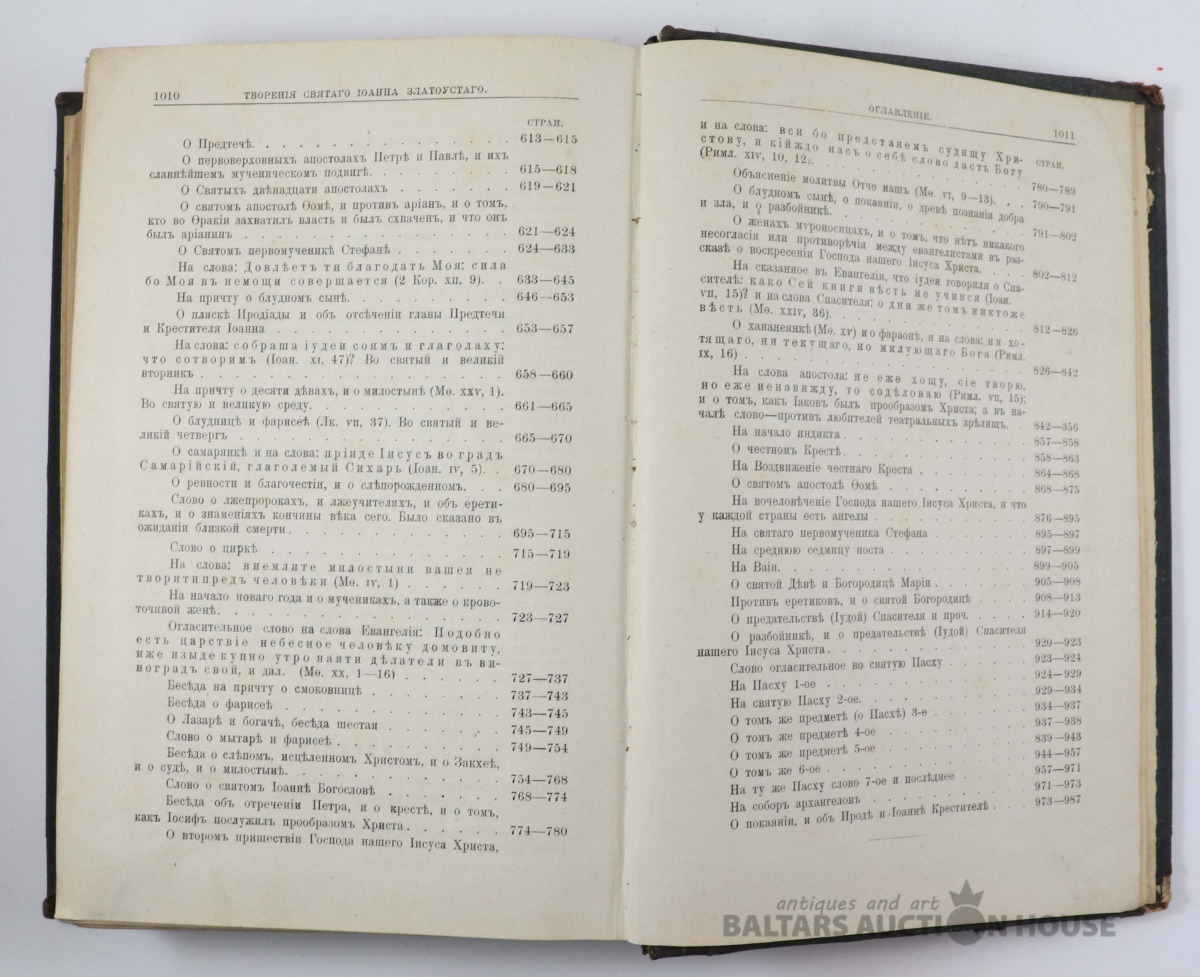 1010 ТВОРЕНІЯ СВЯТАГО ІОАННА ЗЛАТОУСТАГО.
СТРАН.
О Предтечѣ. 613—615
О первоверховныхъ апостолахъ Петрѣ и Павлѣ, и ихъ
славнѣйшемъ мученическомъ подвигѣ. 615—618
О Святыхъ двѣнадцати апостолахъ 619—621
О святомъ апостолѣ Ѳомѣ, и противъ аріанъ, и о томъ,
кто во Ѳракіи захватилъ власть и былъ схваченъ, и что онъ
былъ аріанинъ 621—624
О Святомъ первомученикѣ Стефанѣ 624—633
На слова: Довлѣетъ ти благодать Моя: сила
бо Моя въ немощи совершается (2 Кор. XII, 9). 633—645
На притчу о блудномъ сынѣ. 646—653
О пляскѣ Иродіады и объ отсѣченіи главы Предтечи
и Крестителя Іоанна 653—657
На слова: собраша іудеи сонмъ и глаголаху:
что сотворимъ (Іоан. XI, 47)? Во святый и великій
вторникъ 658—660
На притчу о десяти дѣвахъ, и о милостынѣ (Мѳ. XXV, 1).
Во святую и великую среду. 661—665
О блудницѣ и фарисеѣ (Лк. VII, 37). Во святый и ве-
ликій четвергъ 665—670
О самарянкѣ и на слова: пріиде Іисусъ во градъ
Самарійскій, глаголемый Сихарь (Іоан. IV, 5). 670—680
О ревности и благочестіи, и о слѣпорожденномъ. 680—695
Слово о лжепророкахъ, и лжеучителяхъ, и объ ерети-
кахъ, и о знаменіяхъ кончины вѣка сего. Было сказано въ
ожиданіи близкой смерти 695—715
Слово о циркѣ 715—719
На слова: внемлите милостыни вашея не
творити предъ человѣки (Мѳ. IV, 1) 719—723
На начало новаго года и о мученикахъ, а также о крово-
точивой женѣ. 723—727
Огласительное слово на слова Евангелія: Подобно
есть царствіе небесное человѣку домовиту,
иже изыде купно утро наяти дѣлатели въ ви-
ноградъ свой, и дал. (Мѳ. XX, 1—16) 727—737
Бесѣда на притчу о смоковницѣ 737—743
Бесѣда о фарисеѣ 743—745
О Лазарѣ и богачѣ, бесѣда шестая 745—749
Слово о мытарѣ и фарисеѣ 749—754
Бесѣда о слѣпомъ, исцѣленномъ Христомъ, и о Закхеѣ,
и о судѣ, и о милостынѣ. 754—768
Слово о святомъ Іоаннѣ Богословѣ 768—774
Бесѣда объ отреченіи Петра, и о крестѣ, и о томъ,
какъ Іосифъ послужилъ прообразомъ Христа 774—780
О второмъ пришествіи Господа нашего Іисуса Христа,
ОГЛАВЛЕНІЕ. 1011
СТРАН.
и на слова: вси бо предстанемъ судищу Хри-
стову, и кійждо насъ о себѣ слово дастъ Богу
(Римл. XIV, 10, 12). 780—789
Объясненіе молитвы Отче нашъ (Мѳ. VI, 9—13). 790—791
О блудномъ сынѣ, о покаяніи, о древѣ познанія добра
и зла, и о разбойникѣ. 791—802
О женахъ мѵроносицахъ, и о томъ, что нѣтъ никакого
несогласія или противорѣчія между евангелистами въ раз-
сказѣ о воскресеніи Господа нашего Іисуса Христа. 802—812
На сказанное въ Евангеліи, что іудеи говорили о Спа-
сителѣ: како Сей книги вѣсть не учився (Іоан.
VII, 15)? и на слова Спасителя: о дни же томъ никтоже
вѣсть (Мѳ. XXIV, 36). 812—826
О хананеянкѣ (Мѳ. XV) и о фараонѣ, и на слова: ни хо-
тящаго, ни текущаго, но милующаго Бога (Римл.
IX, 16) 826—842
На слова апостола: не еже хощу, сіе творю,
но еже ненавижду, то содѣловаю (Римл. VII, 15);
и о томъ, какъ Іаковъ былъ прообразомъ Христа; а въ на-
чалѣ слово—противъ любителей театральныхъ зрѣлищъ. 842—356
На начало индикта 857—858
О честномъ Крестѣ 858—863
На Воздвиженіе честнаго Креста 864—868
О святомъ апостолѣ Ѳомѣ 868—875
На вочеловѣченіе Господа нашего Іисуса Христа, и что
у каждой страны есть ангелы 876—895
На святаго первомученика Стефана 895—897
На среднюю седмицу поста 897—899
На Ваіи. 899—905
О святой Дѣвѣ и Богородицѣ Маріи 905—908
Противъ еретиковъ, и о святой Богородицѣ 908—913
О предательствѣ (Іудой) Спасителя и проч. 914—920
О разбойникѣ, и о предательствѣ (Іудой) Спасителя
нашего Іисуса Христа 920—923
Слово огласительное во святую Пасху 923—924
На Пасху 1-ое 924—929
На святую Пасху 2-ое. 929—934
О томъ же предметѣ (о Пасхѣ) 3-е 934—937
О томъ же предметѣ 4-ое 937—938
О томъ же предметѣ 5-ое 839—943
О томъ же 6-ое 944—957
На ту же Пасху слово 7-ое и послѣднее 957—971
На соборъ архангеловъ 971—973
О покаяніи, и объ Иродѣ и Іоаннѣ Крестителѣ 973—987
antiques and art
BALTARS AUCTION HOUSE